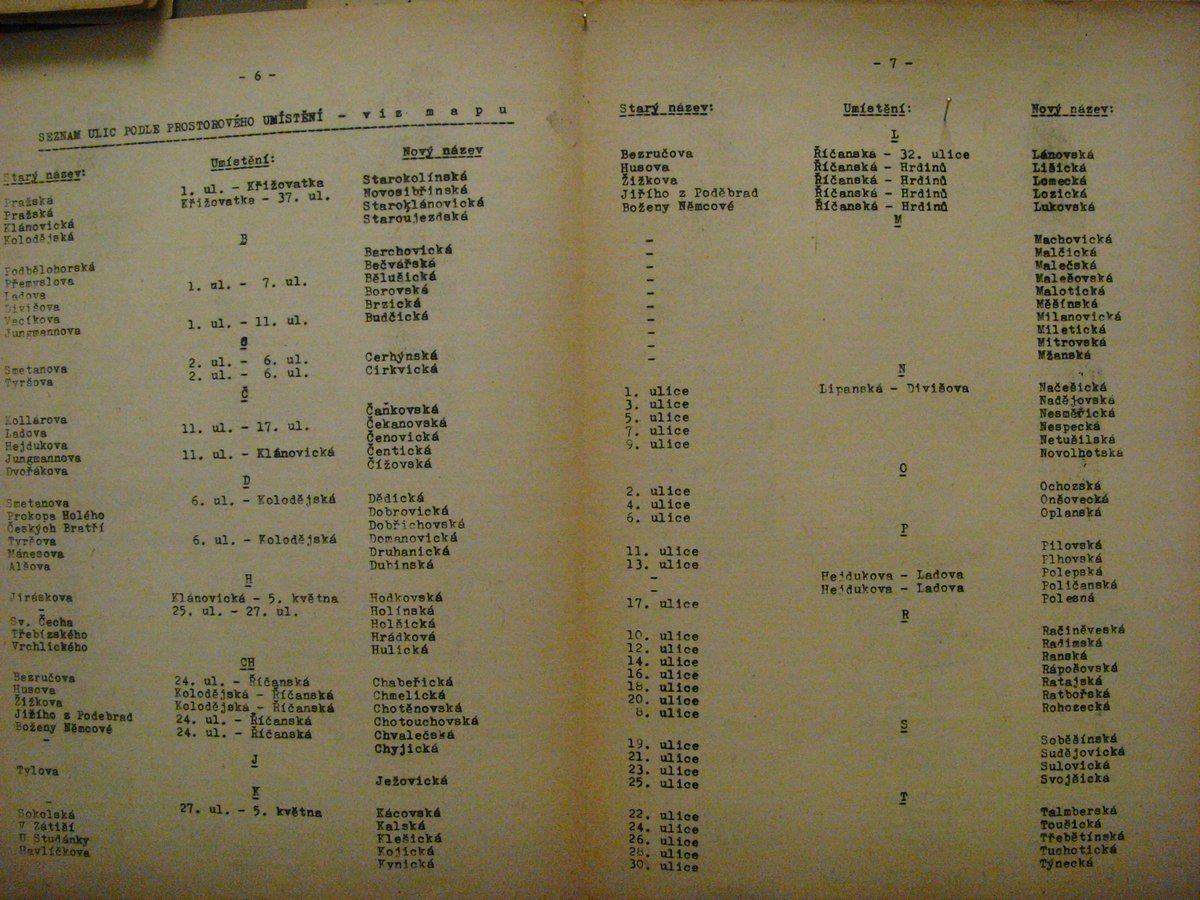 - 6 -
SEZNAM ULIC PODLE PROSTOROVÉHO UMÍSTĚNÍ - viz mapu
Starý název: Umístění: Nový název
Pražská 1. ul. - Křižovatka Starokolínská
Pražská Křižovatka - 37. ul. Novosibřinská
Klánovická Staroklánovická
Kolodějská Staroujezdská
B
Podbělohorská Berchovická
Přemyslova Bečvářská
Ladova 1. ul. - 7. ul. Bělušická
Divišova Borovská
Vacíkova Brzická
Jungmannova 1. ul. - 11. ul. Budčická
C
Smetanova 2. ul. - 6. ul. Cerhýnská
Tyršova 2. ul. - 6. ul. Cirkvická
Č
Kollárova Čaňkovská
Ladova 11. ul. - 17. ul. Čekanovská
Hejdukova Čenovická
Jungmannova 11. ul. - Klánovická Čentická
Dvořákova Čížovská
D
Smetanova 6. ul. - Kolodějská Dědická
Prokopa Holého Dobrovická
Českých Bratří Dobřichovská
Tyršova 6. ul. - Kolodějská Domanovická
Mánesova Druhanická
Alšova Dubinská
H
Jiráskova Klánovická - 5. května Hodkovská
- 25. ul. - 27. ul. Holínská
Sv. Čecha Holšická
Třebízského Hrádková
Vrchlického Hulická
CH
Bezručova 24. ul. - Říčanská Chabeřická
Husova Kolodějská - Říčanská Chmelická
Žižkova Kolodějská - Říčanská Chotěnovská
Jiřího z Podebrad 24. ul. - Říčanská Chotouchovská
Boženy Němcové 24. ul. - Říčanská Chvalečská
- Chyjická
J
Tylova Ježovická
K
- 27. ul. - 5. května Kácovská
Sokolská Kalská
V Zátiší Klešická
U Studánky Kojická
Havlíčkova Kynická
- 7 -
Starý název: Umístění: Nový název:
L
Bezručova Říčanská - 32. ulice Lánovská
Husova Říčanská - Hrdinů Lišická
Žižkova Říčanská - Hrdinů Lomecká
Jiřího z Poděbrad Říčanská - Hrdinů Lozická
Boženy Němcové Říčanská - Hrdinů Lukovská
M
- Machovická
- Malčická
- Malečská
- Malešovská
- Malotická
- Měšínská
- Milanovická
- Miletická
- Mitrovská
- Mžanská
N
1. ulice Lipanská - Divišova Načešická
3. ulice Nadějovská
5. ulice Nesměřická
7. ulice Nespecká
9. ulice Netušilská
Novolhotská
O
2. ulice Ochozská
4. ulice Onšovecká
6. ulice Oplanská
P
11. ulice Pilovská
13. ulice Plhovská
- Hejdukova - Ladova Polepská
- Hejdukova - Ladova Poličanská
17. ulice Polesná
R
10. ulice Račiněveská
12. ulice Radimská
14. ulice Ranská
16. ulice Rápošovská
18. ulice Ratajská
20. ulice Ratbořská
8. ulice Rohozecká
S
19. ulice Soběšínská
21. ulice Sudějovická
23. ulice Sulovická
25. ulice Svojšická
T
22. ulice Talmberská
24. ulice Toušická
26. ulice Třebětínská
28. ulice Tuchotická
30. ulice Týnecká